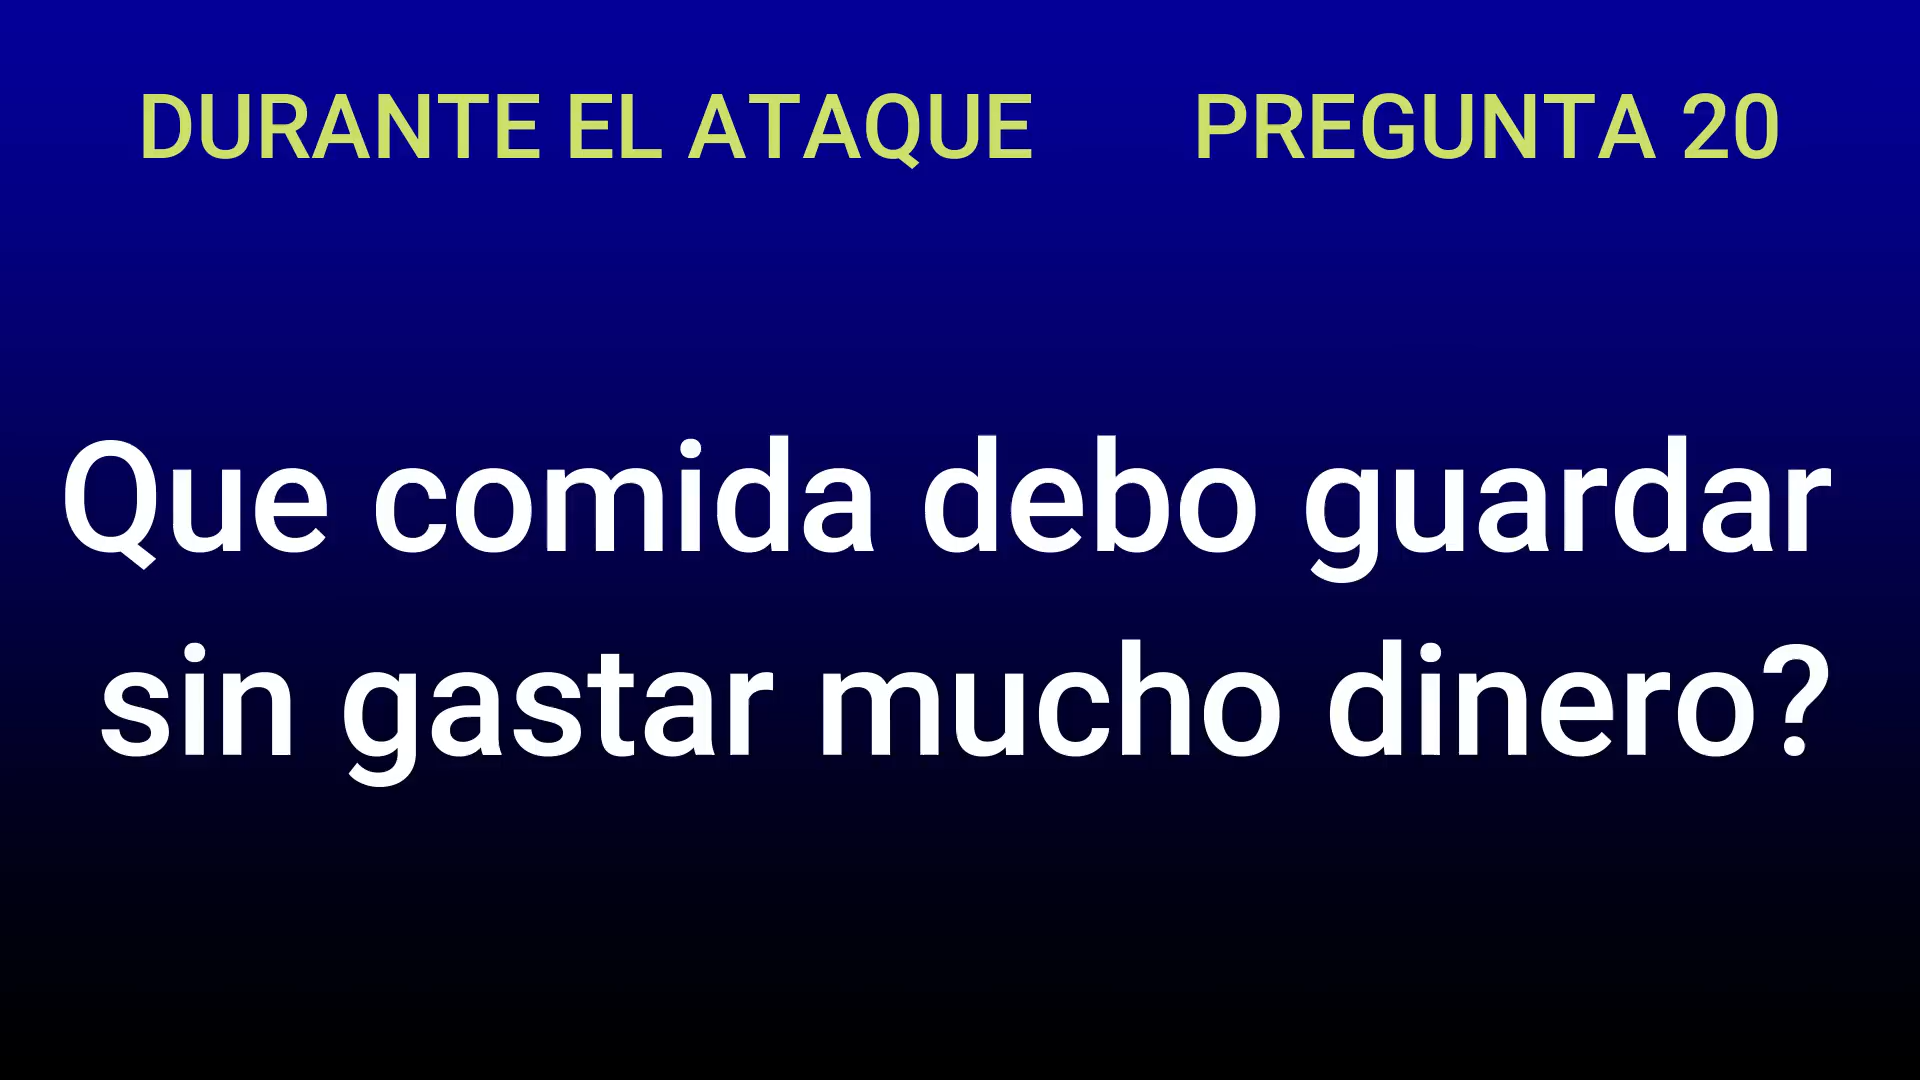 DURANTE EL ATAQUE PREGUNTA 20
Que comida debo guardar
sin gastar mucho dinero?